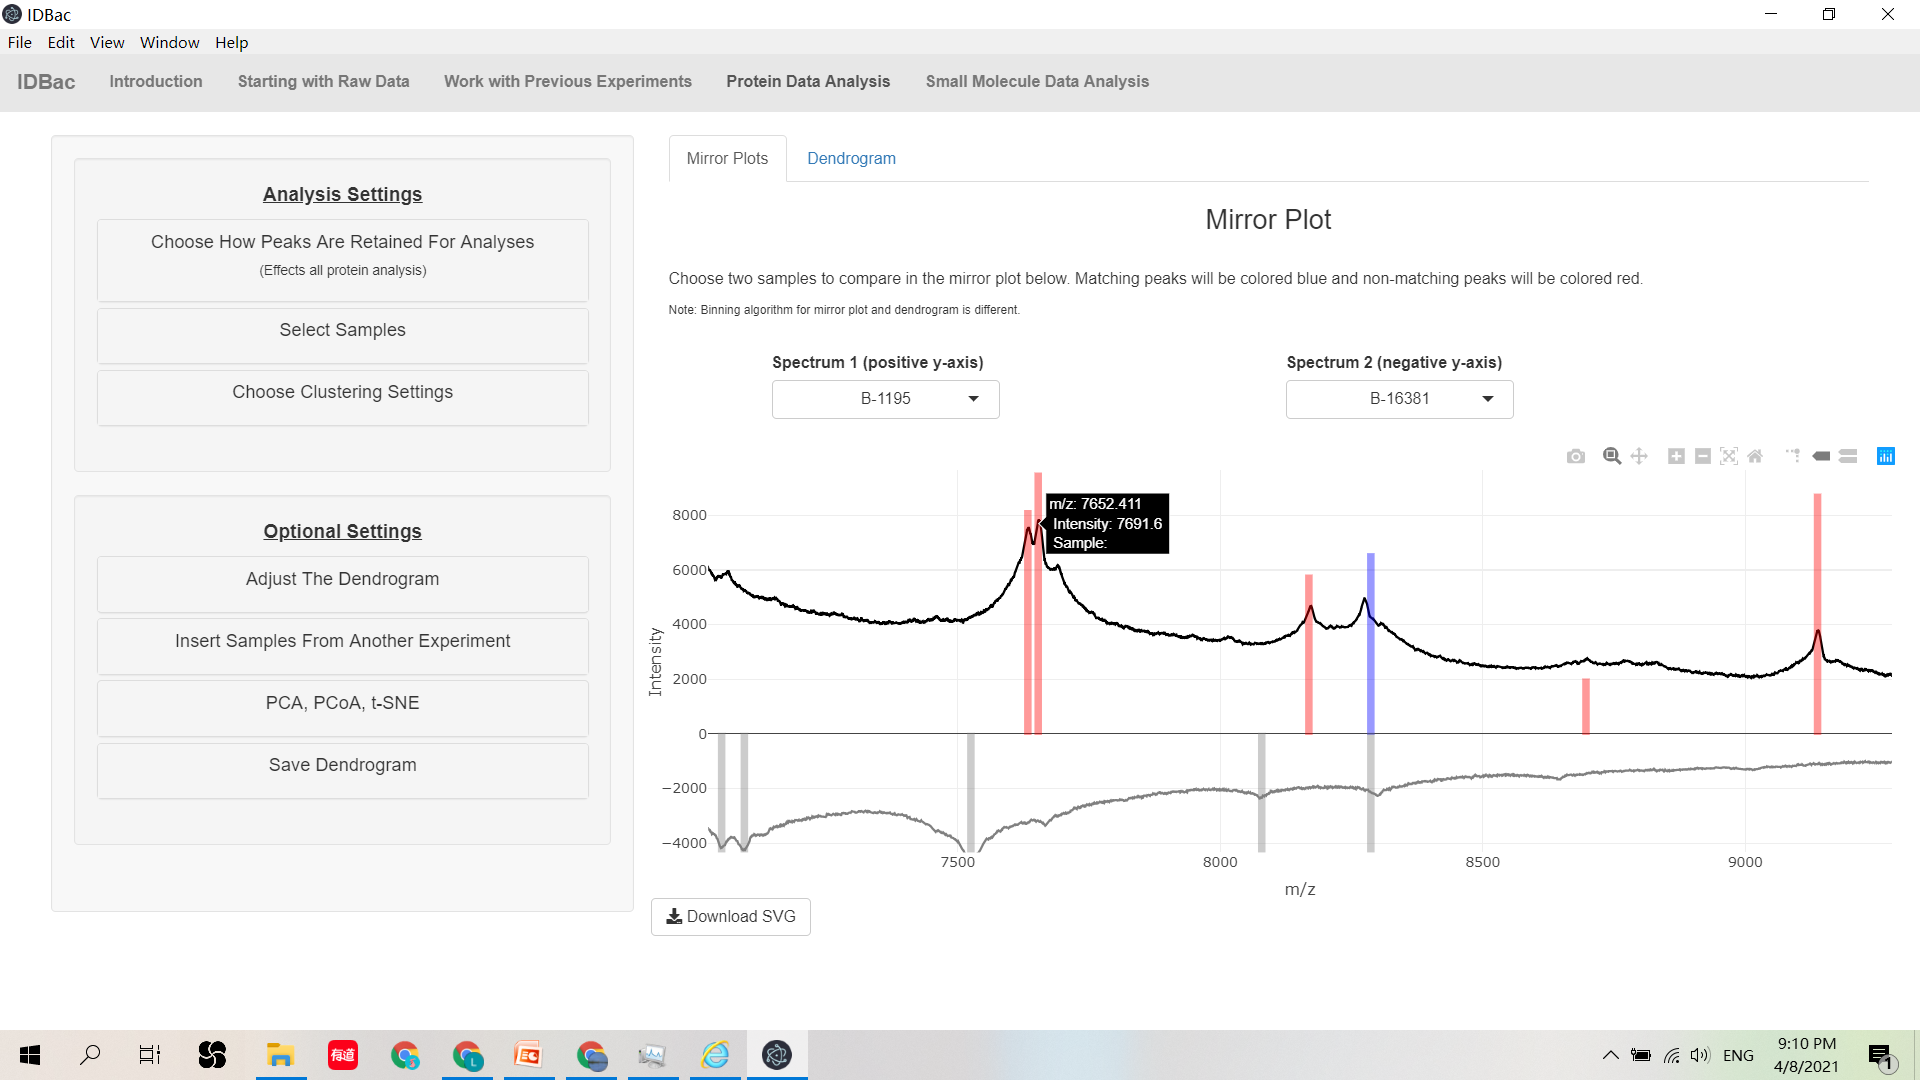 IDBac
File Edit View Window Help
IDBac Introduction Starting with Raw Data Work with Previous Experiments Protein Data Analysis Small Molecule Data Analysis
Analysis Settings
Choose How Peaks Are Retained For Analyses
(Effects all protein analysis)
Select Samples
Choose Clustering Settings
Optional Settings
Adjust The Dendrogram
Insert Samples From Another Experiment
PCA, PCoA, t-SNE
Save Dendrogram
Mirror Plots Dendrogram
Mirror Plot
Choose two samples to compare in the mirror plot below. Matching peaks will be colored blue and non-matching peaks will be colored red.
Note: Binning algorithm for mirror plot and dendrogram is different.
Spectrum 1 (positive y-axis) Spectrum 2 (negative y-axis)
B-1195 B-16381
m/z: 7652.411
Intensity: 7691.6
Sample:
8000
6000
4000
2000
0
−2000
−4000
Intensity
7500 8000 8500 9000
m/z
Download SVG
有道
ENG
9:10 PM
4/8/2021
1